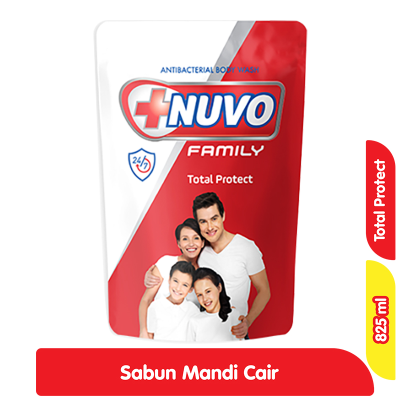 ANTIBACTERIAL BODY WASH
NUVO
FAMILY
24/7
Total Protect
Total Protect
825 ml
Sabun Mandi Cair